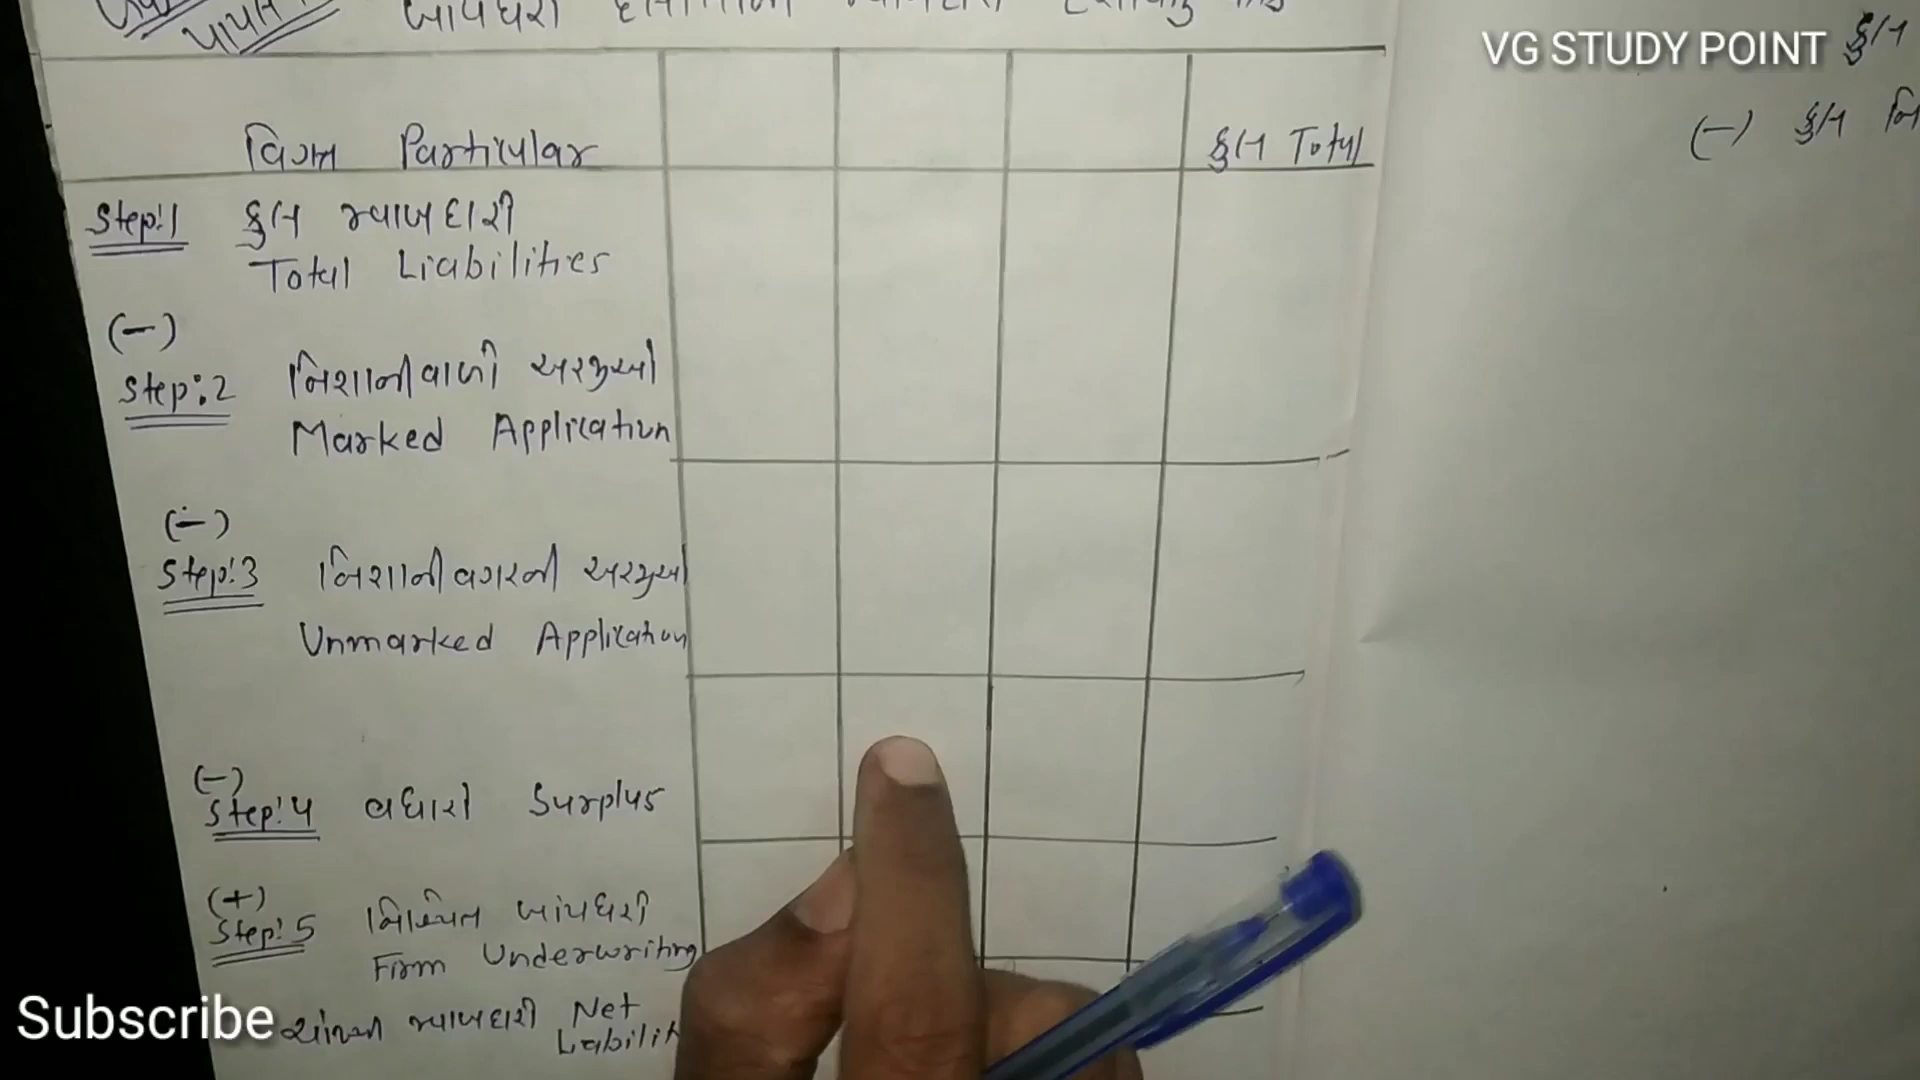 બાંયધરી
VG STUDY POINT
કુલ
(-) કુલ
વિગત Particular
કુલ Total
Step:1 કુલ જવાબદારી
Total Liabilities
(-)
Step:2 નિશાનીવાળી અરજીઓ
Marked Application
(-)
Step:3 નિશાનીવગરની અરજીઓ
Unmarked Application
(-)
Step:4 વધારો Surplus
(+)
Step:5 નિશ્ચિત બાંયધરી
Firm Underwriting
Subscribe
ચોખ્ખી જવાબદારી Net